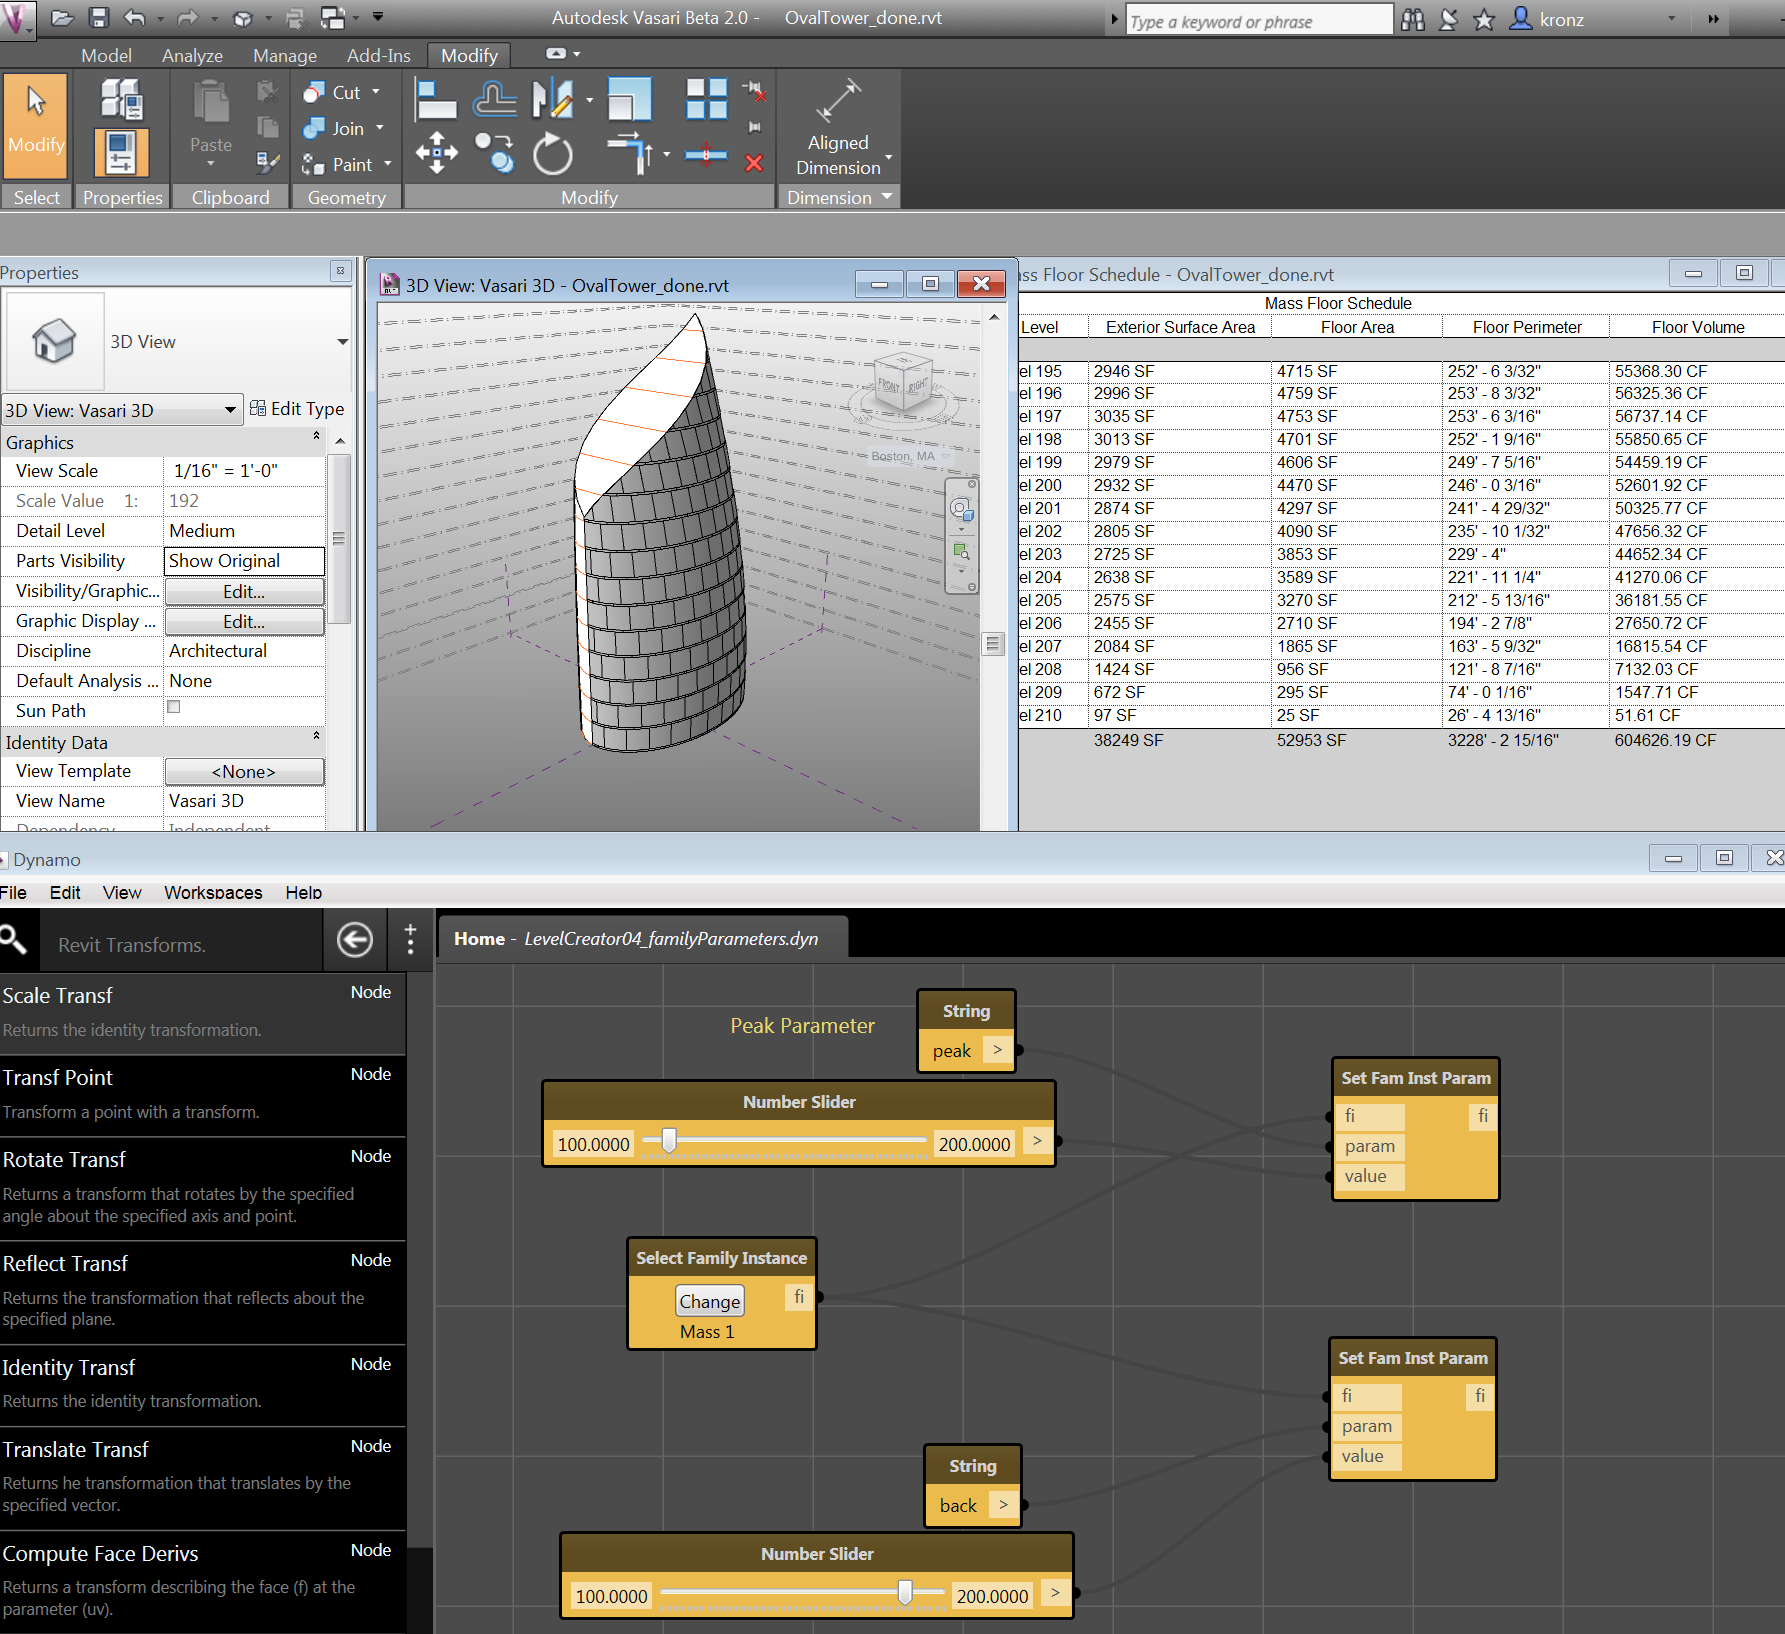 Autodesk Vasari Beta 2.0 - OvalTower_done.rvt
Type a keyword or phrase
kronz
Model Analyze Manage Add-Ins Modify
Modify
Paste
Cut
Join
Paint
Aligned
Dimension
Select Properties Clipboard Geometry Modify Dimension
Properties
3D View
3D View: Vasari 3D Edit Type
Graphics
View Scale 1/16" = 1'-0"
Scale Value 1: 192
Detail Level Medium
Parts Visibility Show Original
Visibility/Graphic... Edit...
Graphic Display ... Edit...
Discipline Architectural
Default Analysis ... None
Sun Path
Identity Data
View Template <None>
View Name Vasari 3D
Dependency Independent
3D View: Vasari 3D - OvalTower_done.rvt
FRONT RIGHT
Boston, MA
ss Floor Schedule - OvalTower_done.rvt
Mass Floor Schedule
Level Exterior Surface Area Floor Area Floor Perimeter Floor Volume
el 195 2946 SF 4715 SF 252' - 6 3/32" 55368.30 CF
el 196 2996 SF 4759 SF 253' - 8 3/32" 56325.36 CF
el 197 3035 SF 4753 SF 253' - 6 3/16" 56737.14 CF
el 198 3013 SF 4701 SF 252' - 1 9/16" 55850.65 CF
el 199 2979 SF 4606 SF 249' - 7 5/16" 54459.19 CF
el 200 2932 SF 4470 SF 246' - 0 3/16" 52601.92 CF
el 201 2874 SF 4297 SF 241' - 4 29/32" 50325.77 CF
el 202 2805 SF 4090 SF 235' - 10 1/32" 47656.32 CF
el 203 2725 SF 3853 SF 229' - 4" 44652.34 CF
el 204 2638 SF 3589 SF 221' - 11 1/4" 41270.06 CF
el 205 2575 SF 3270 SF 212' - 5 13/16" 36181.55 CF
el 206 2455 SF 2710 SF 194' - 2 7/8" 27650.72 CF
el 207 2084 SF 1865 SF 163' - 5 9/32" 16815.54 CF
el 208 1424 SF 956 SF 121' - 8 7/16" 7132.03 CF
el 209 672 SF 295 SF 74' - 0 1/16" 1547.71 CF
el 210 97 SF 25 SF 26' - 4 13/16" 51.61 CF
38249 SF 52953 SF 3228' - 2 15/16" 604626.19 CF
Dynamo
File Edit View Workspaces Help
Revit Transforms.
Home - LevelCreator04_familyParameters.dyn
Scale Transf Node
Returns the identity transformation.
Transf Point Node
Transform a point with a transform.
Rotate Transf Node
Returns a transform that rotates by the specified
angle about the specified axis and point.
Reflect Transf Node
Returns the transformation that reflects about the
specified plane.
Identity Transf Node
Returns the identity transformation.
Translate Transf Node
Returns he transformation that translates by the
specified vector.
Compute Face Derivs Node
Returns a transform describing the face (f) at the
parameter (uv).
Peak Parameter
String
peak >
Number Slider
100.0000 200.0000 >
Select Family Instance
Change fi
Mass 1
Set Fam Inst Param
fi fi
param
value
Set Fam Inst Param
fi fi
param
value
String
back >
Number Slider
100.0000 200.0000 >